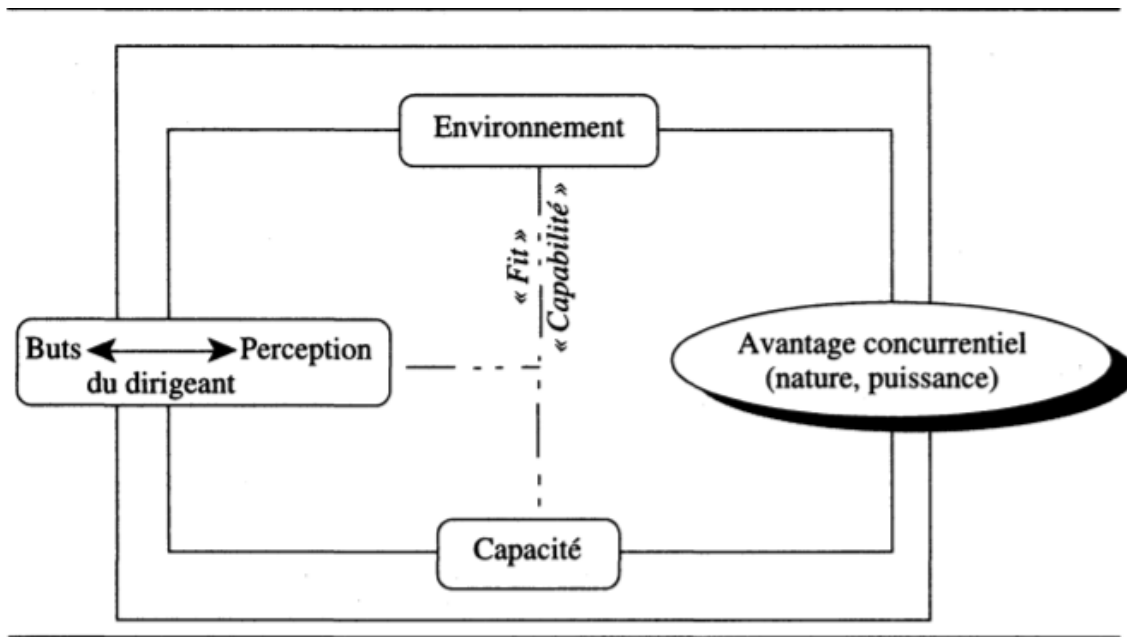 Environnement
« Fit »
« Capabilité »
Buts Perception
du dirigeant
Avantage concurrentiel
(nature, puissance)
Capacité